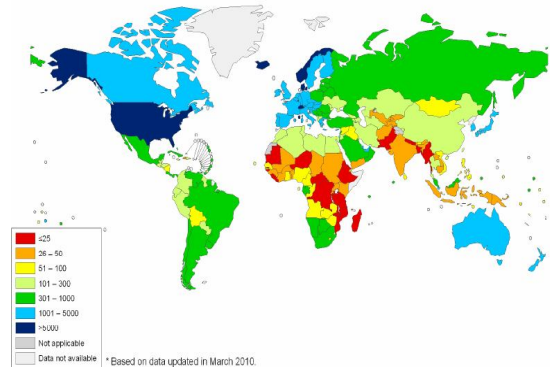 ≤25
26 – 50
51 – 100
101 – 300
301 – 1000
1001 – 5000
>5000
Not applicable
Data not available
* Based on data updated in March 2010.